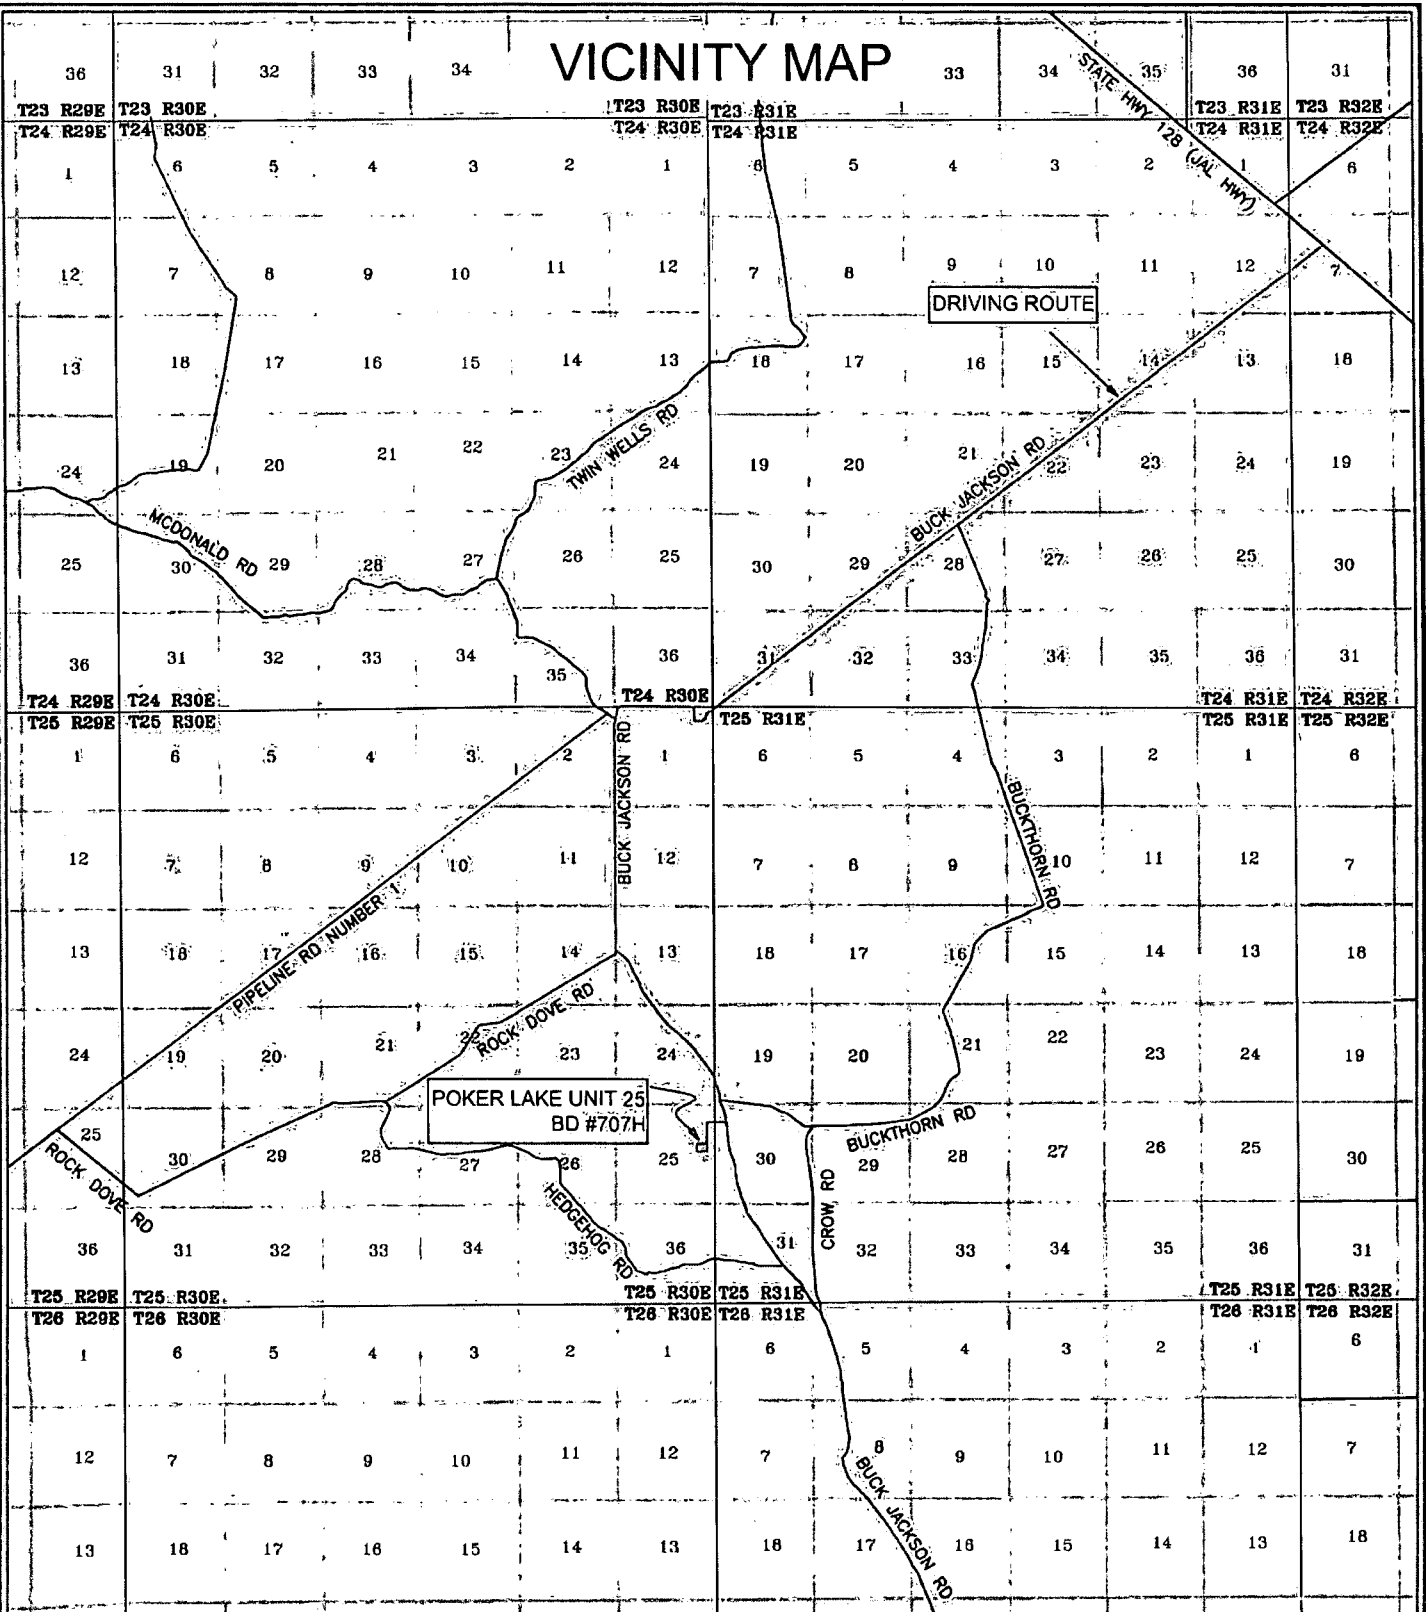 VICINITY MAP
36 31 32 33 34 33 34 35 36 31
STATE HWY 128 (JAL HWY)
T23 R29E T23 R30E T23 R30E T23 R31E T23 R31E T23 R32E
T24 R29E T24 R30E T24 R30E T24 R31E T24 R31E T24 R32E
1 6 5 4 3 2 1 6 5 4 3 2 1 6
12 7 8 9 10 11 12 7 8 9 10 11 12 7
DRIVING ROUTE
13 18 17 16 15 14 13 18 17 16 15 14 13 18
TWIN WELLS RD
24 19 20 21 22 23 24 19 20 21 22 23 24 19
BUCK JACKSON RD
MCDONALD RD
25 30 29 28 27 26 25 30 29 28 27 26 25 30
36 31 32 33 34 35 36 31 32 33 34 35 36 31
T24 R29E T24 R30E T24 R30E T24 R31E T24 R32E
T25 R29E T25 R30E T25 R31E T25 R31E T25 R32E
1 6 5 4 3 2 1 6 5 4 3 2 1 6
BUCK JACKSON RD
BUCKTHORN RD
12 7 8 9 10 11 12 7 8 9 10 11 12 7
PIPELINE RD NUMBER 1
13 18 17 16 15 14 13 18 17 16 15 14 13 18
ROCK DOVE RD
24 19 20 21 22 23 24 19 20 21 22 23 24 19
POKER LAKE UNIT 25
BD #707H
BUCKTHORN RD
25 30 29 28 27 26 25 30 29 28 27 26 25 30
ROCK DOVE RD
HEDGEHOG RD
CROW RD
36 31 32 33 34 35 36 31 32 33 34 35 36 31
T25 R29E T25 R30E T25 R30E T25 R31E T25 R31E T25 R32E
T26 R29E T26 R30E T26 R30E T26 R31E T26 R31E T26 R32E
1 6 5 4 3 2 1 6 5 4 3 2 1 6
12 7 8 9 10 11 12 7 8 9 10 11 12 7
BUCK JACKSON RD
13 18 17 16 15 14 13 18 17 16 15 14 13 18